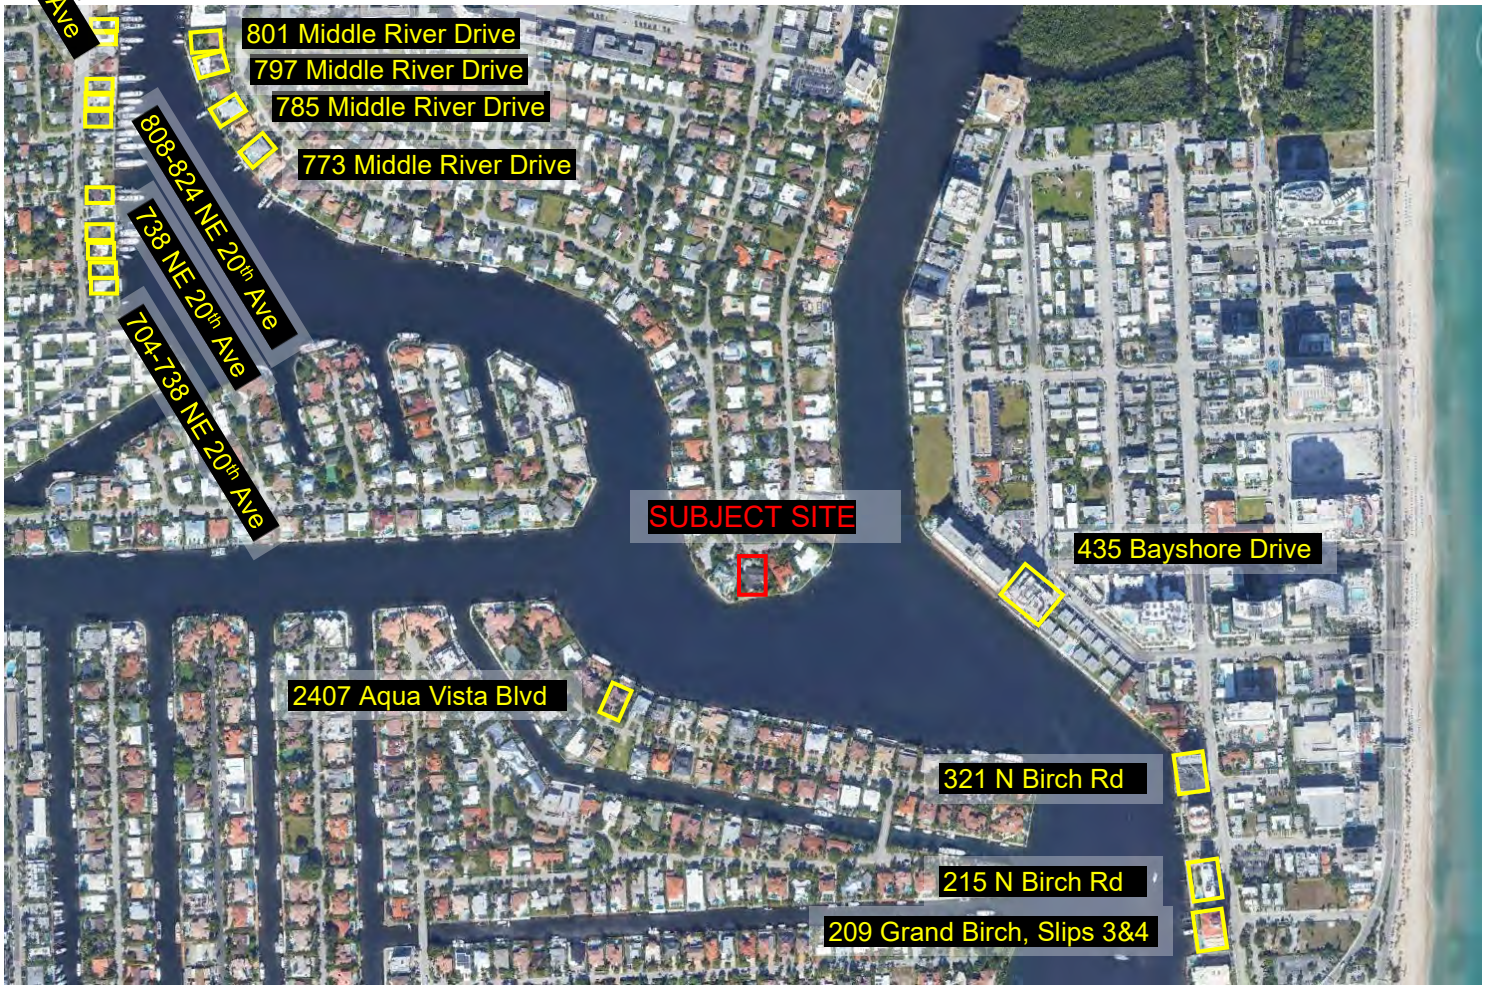 Ave
801 Middle River Drive
797 Middle River Drive
785 Middle River Drive
773 Middle River Drive
808-824 NE 20th Ave
738 NE 20th Ave
704-738 NE 20th Ave
SUBJECT SITE
435 Bayshore Drive
2407 Aqua Vista Blvd
321 N Birch Rd
215 N Birch Rd
209 Grand Birch, Slips 3&4